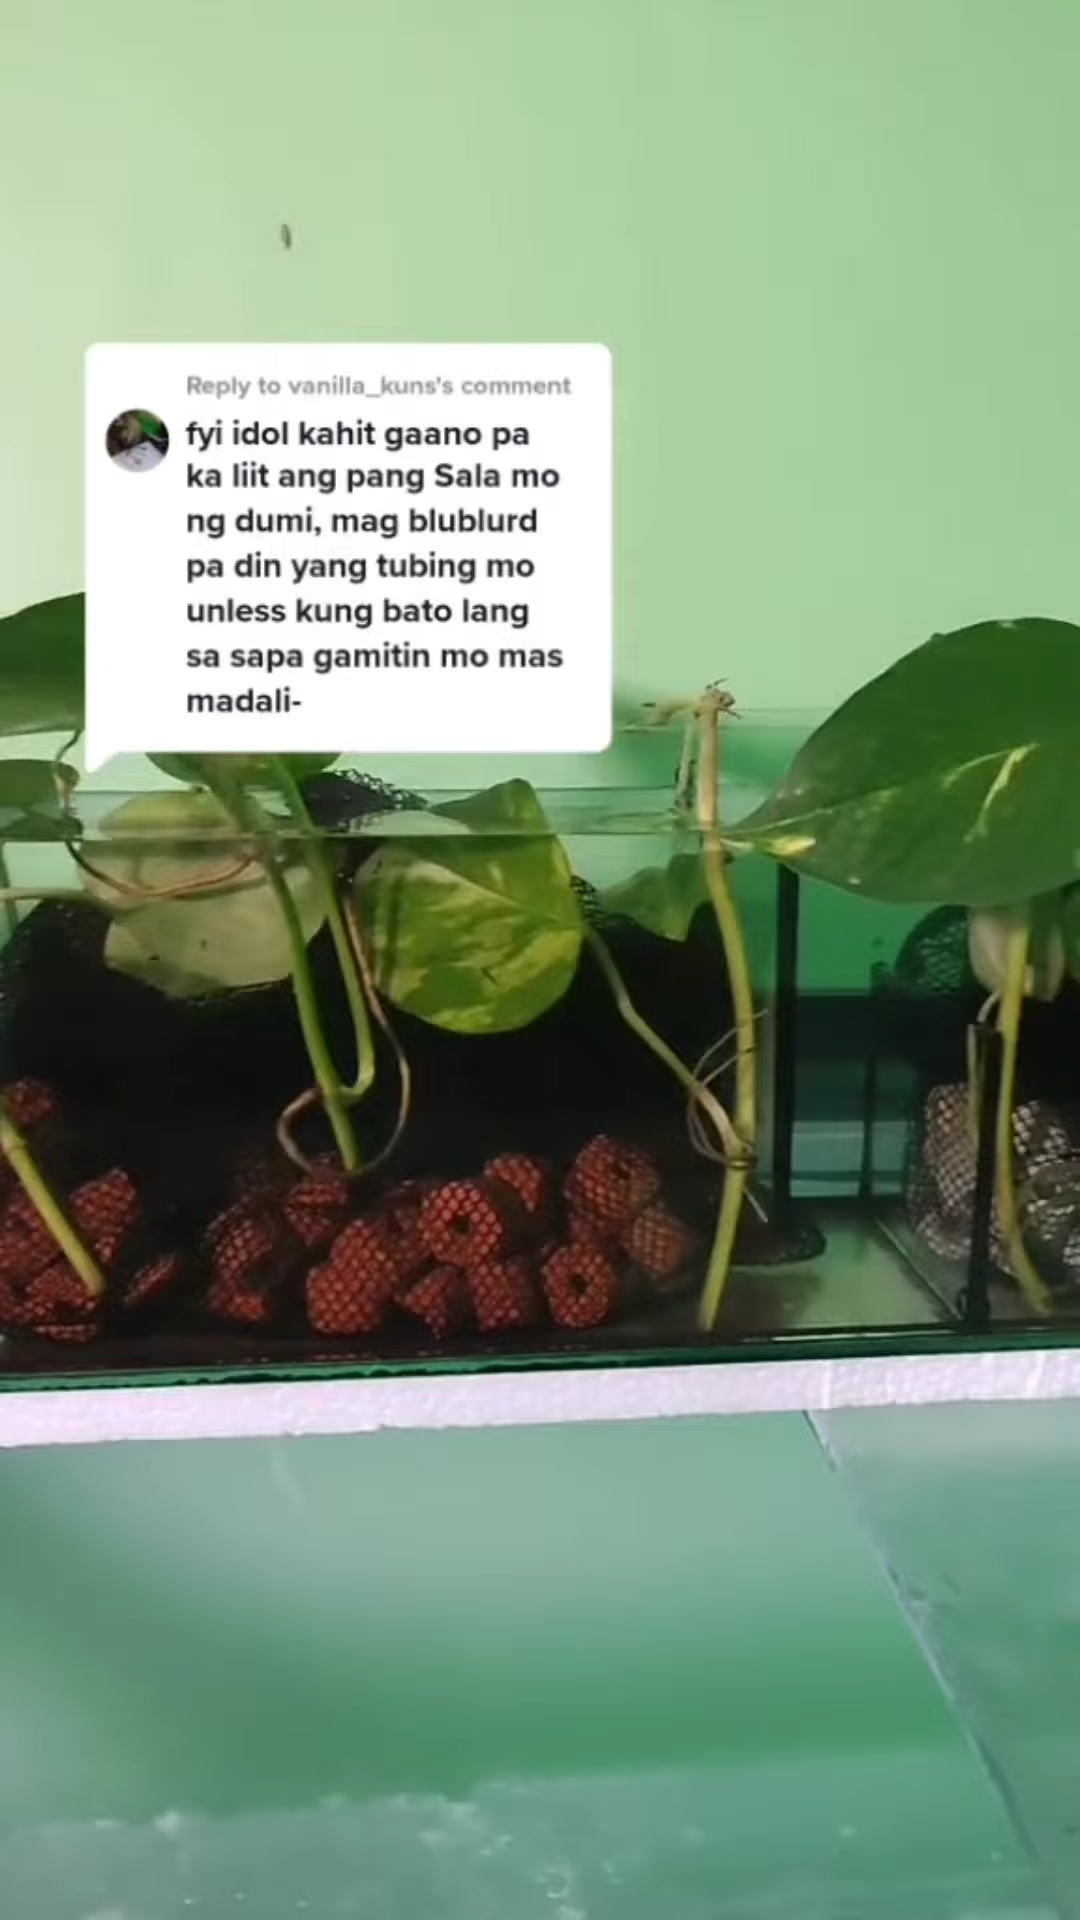 Reply to vanilla_kuns's comment
fyi idol kahit gaano pa
ka liit ang pang Sala mo
ng dumi, mag blublurd
pa din yang tubing mo
unless kung bato lang
sa sapa gamitin mo mas
madali-